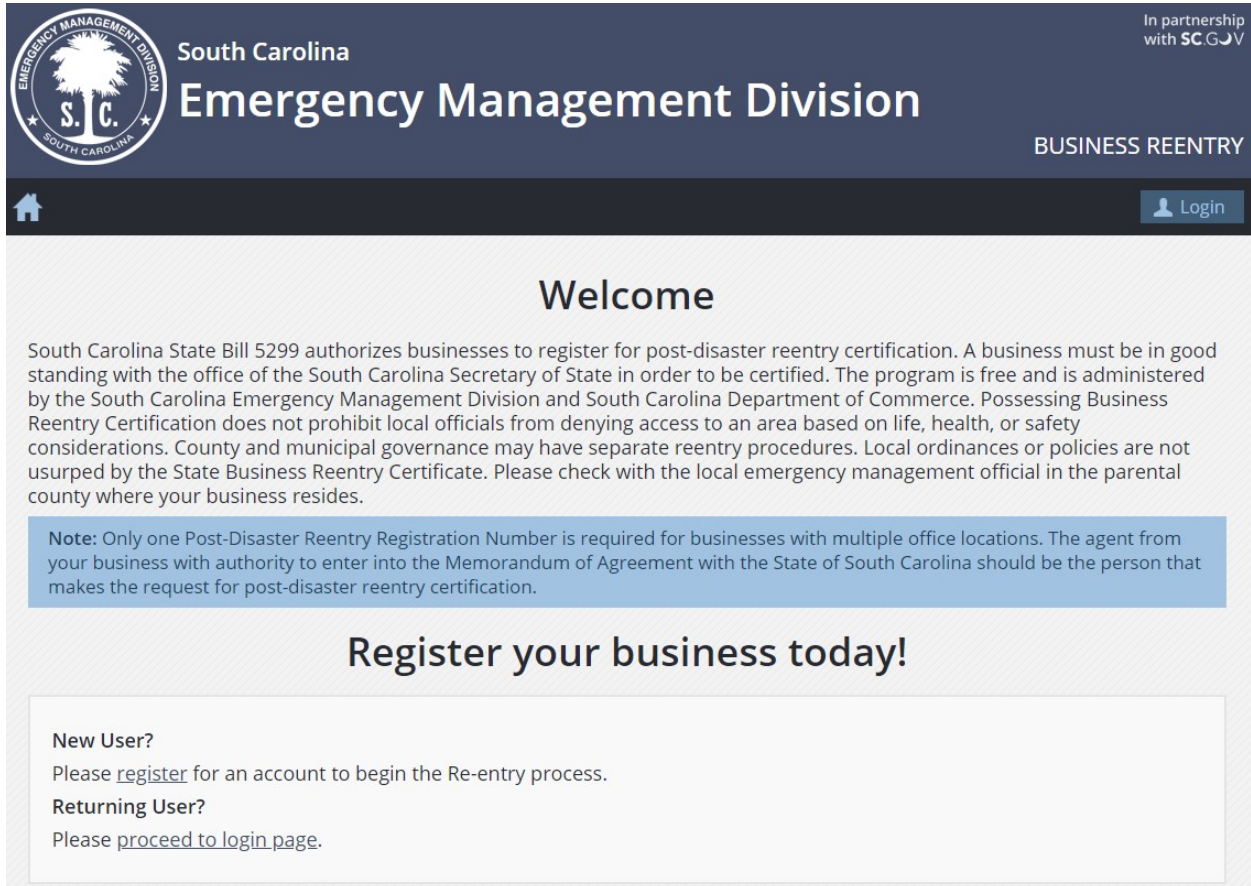 EMERGENCY MANAGEMENT DIVISION
S. C.
SOUTH CAROLINA
South Carolina
Emergency Management Division
In partnership
with SC.GOV
BUSINESS REENTRY
Login
Welcome
South Carolina State Bill 5299 authorizes businesses to register for post-disaster reentry certification. A business must be in good
standing with the office of the South Carolina Secretary of State in order to be certified. The program is free and is administered
by the South Carolina Emergency Management Division and South Carolina Department of Commerce. Possessing Business
Reentry Certification does not prohibit local officials from denying access to an area based on life, health, or safety
considerations. County and municipal governance may have separate reentry procedures. Local ordinances or policies are not
usurped by the State Business Reentry Certificate. Please check with the local emergency management official in the parental
county where your business resides.
Note: Only one Post-Disaster Reentry Registration Number is required for businesses with multiple office locations. The agent from
your business with authority to enter into the Memorandum of Agreement with the State of South Carolina should be the person that
makes the request for post-disaster reentry certification.
Register your business today!
New User?
Please register for an account to begin the Re-entry process.
Returning User?
Please proceed to login page.